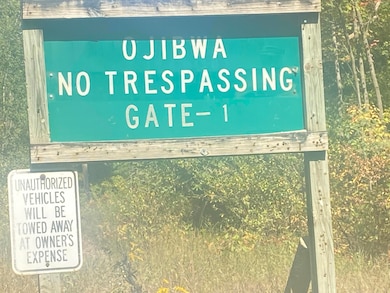 OJIBWA
NO TRESPASSING
GATE-1
UNAUTHORIZED
VEHICLES
WILL BE
TOWED AWAY
AT OWNER'S
EXPENSE